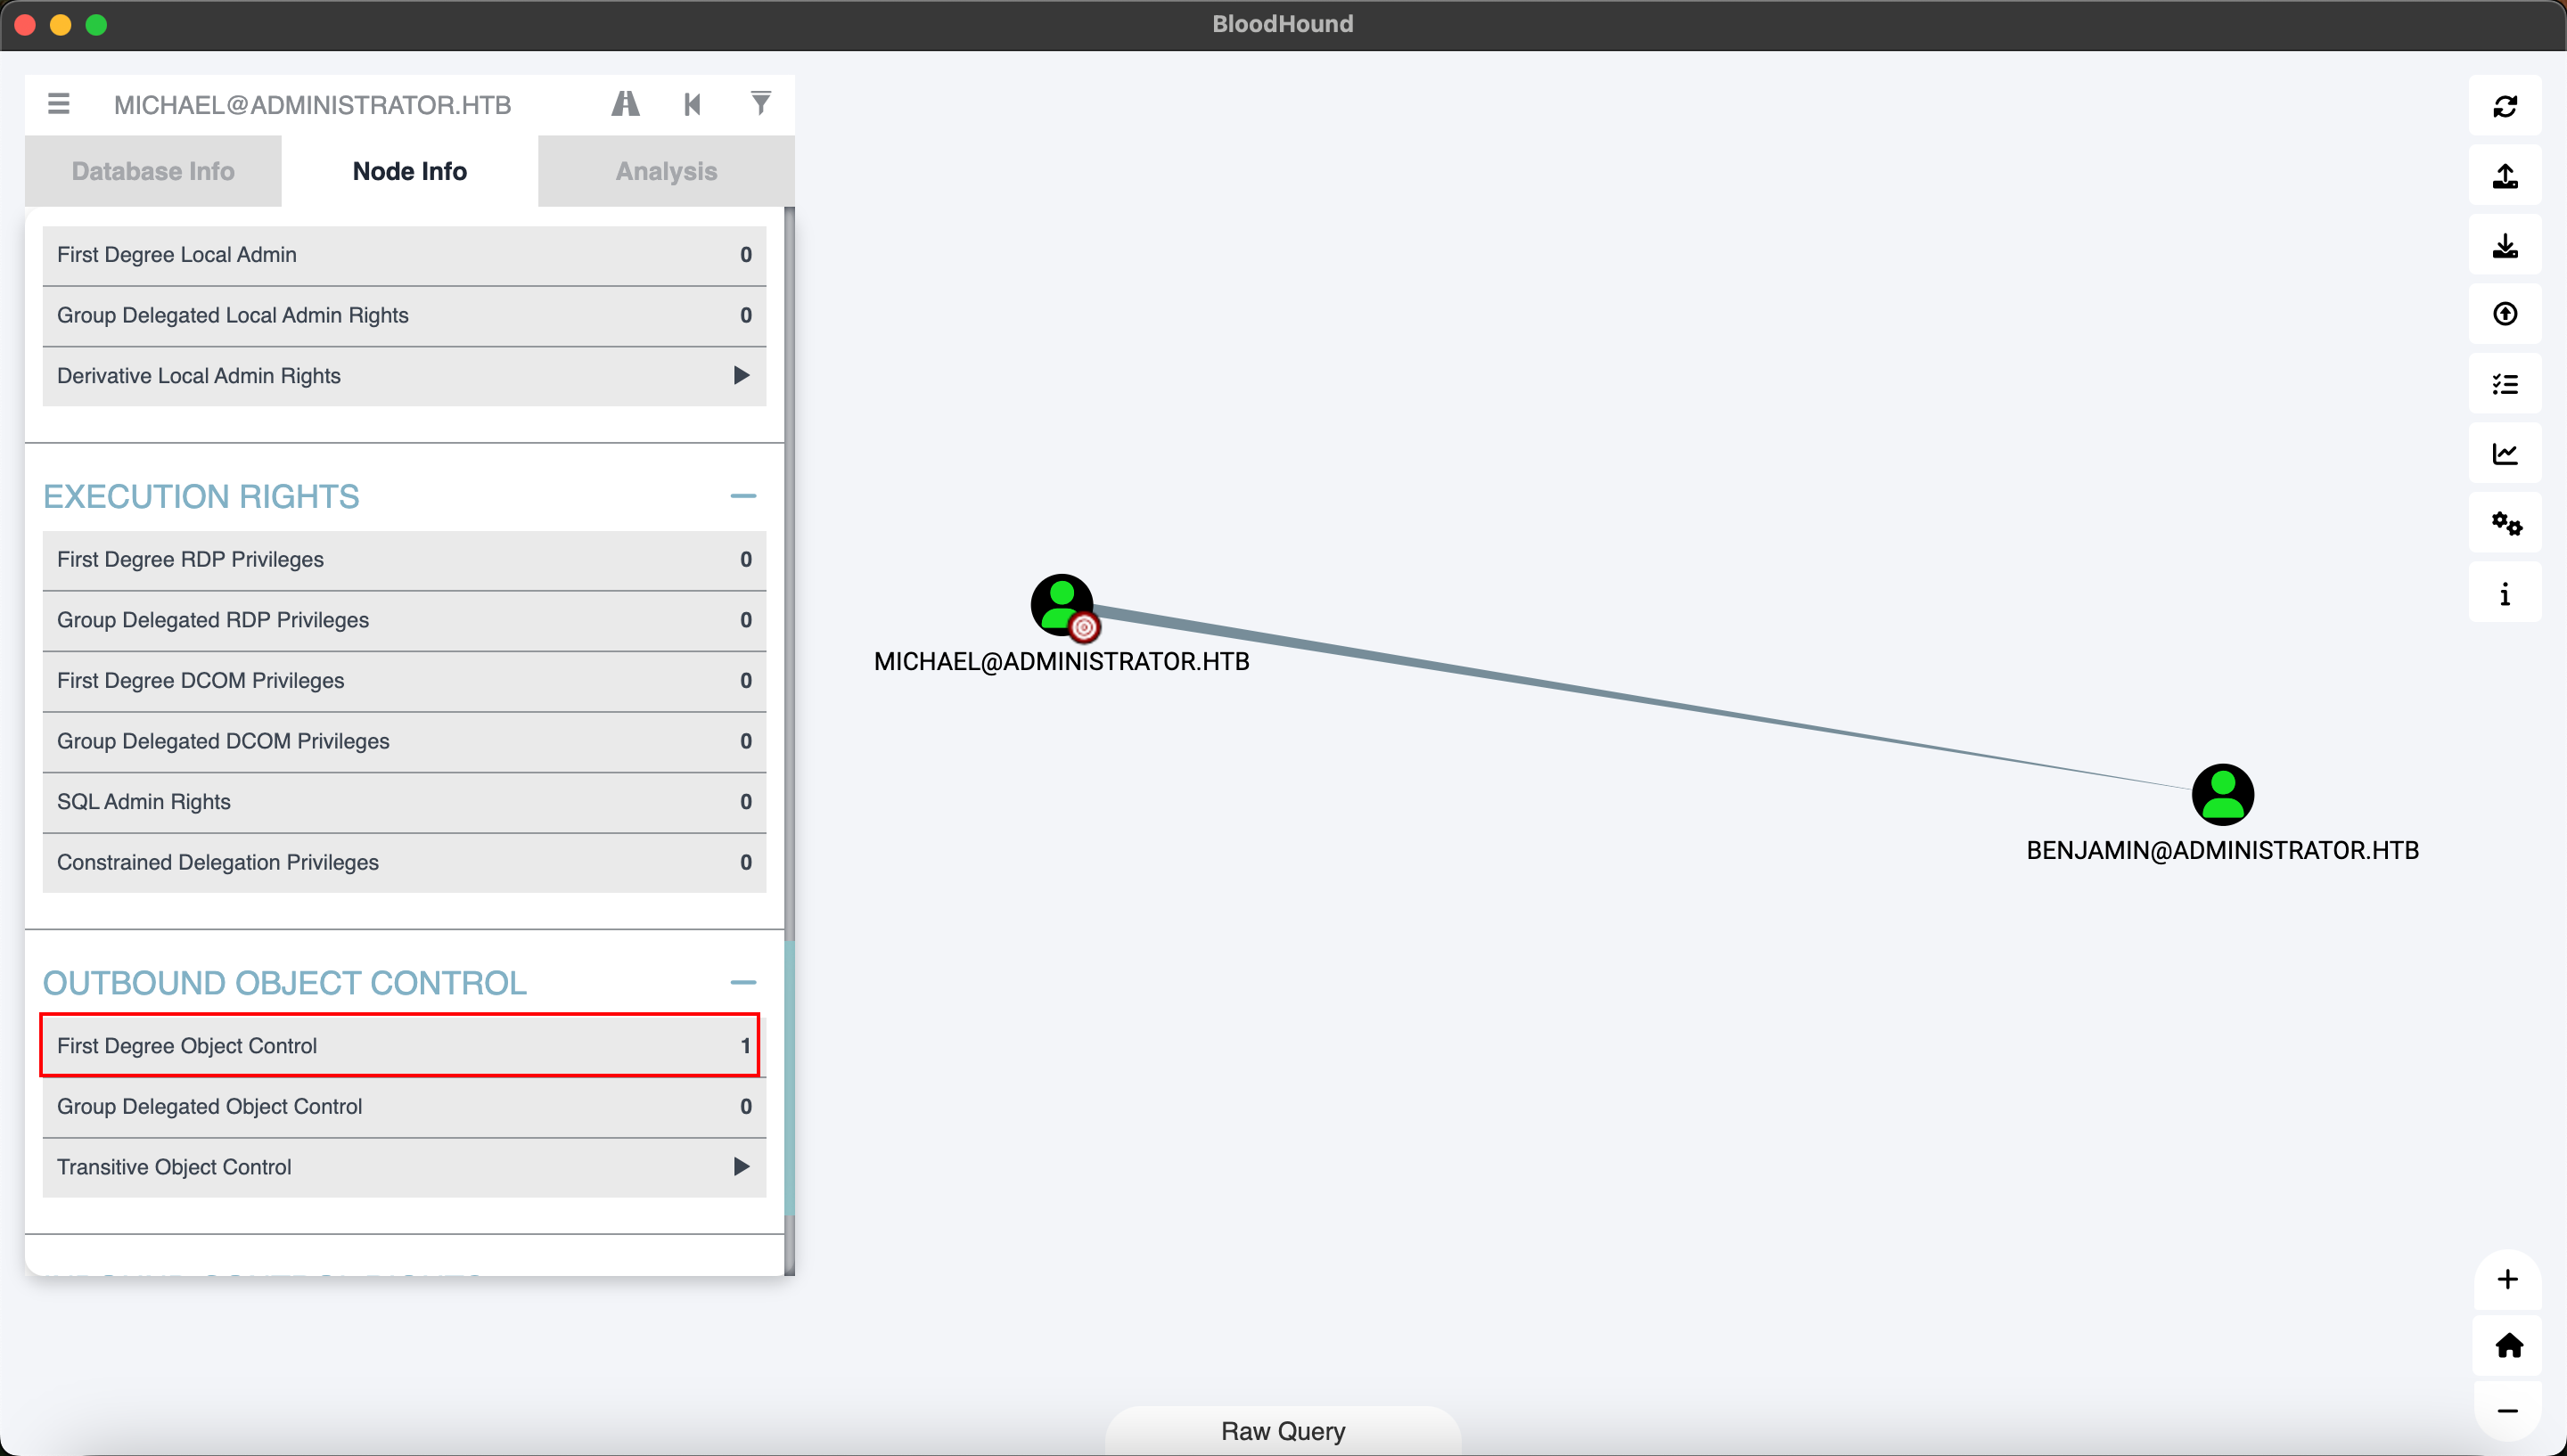 BloodHound
MICHAEL@ADMINISTRATOR.HTB
Database Info
Node Info
Analysis
First Degree Local Admin 0
Group Delegated Local Admin Rights 0
Derivative Local Admin Rights
EXECUTION RIGHTS
First Degree RDP Privileges 0
Group Delegated RDP Privileges 0
First Degree DCOM Privileges 0
Group Delegated DCOM Privileges 0
SQL Admin Rights 0
Constrained Delegation Privileges 0
OUTBOUND OBJECT CONTROL
First Degree Object Control 1
Group Delegated Object Control 0
Transitive Object Control
MICHAEL@ADMINISTRATOR.HTB
BENJAMIN@ADMINISTRATOR.HTB
Raw Query